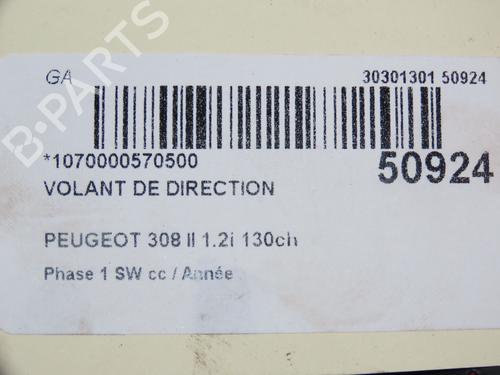 GA 30301301 50924
*1070000570500 50924
VOLANT DE DIRECTION
PEUGEOT 308 II 1.2i 130ch
Phase 1 SW cc / Année
B-PARTS